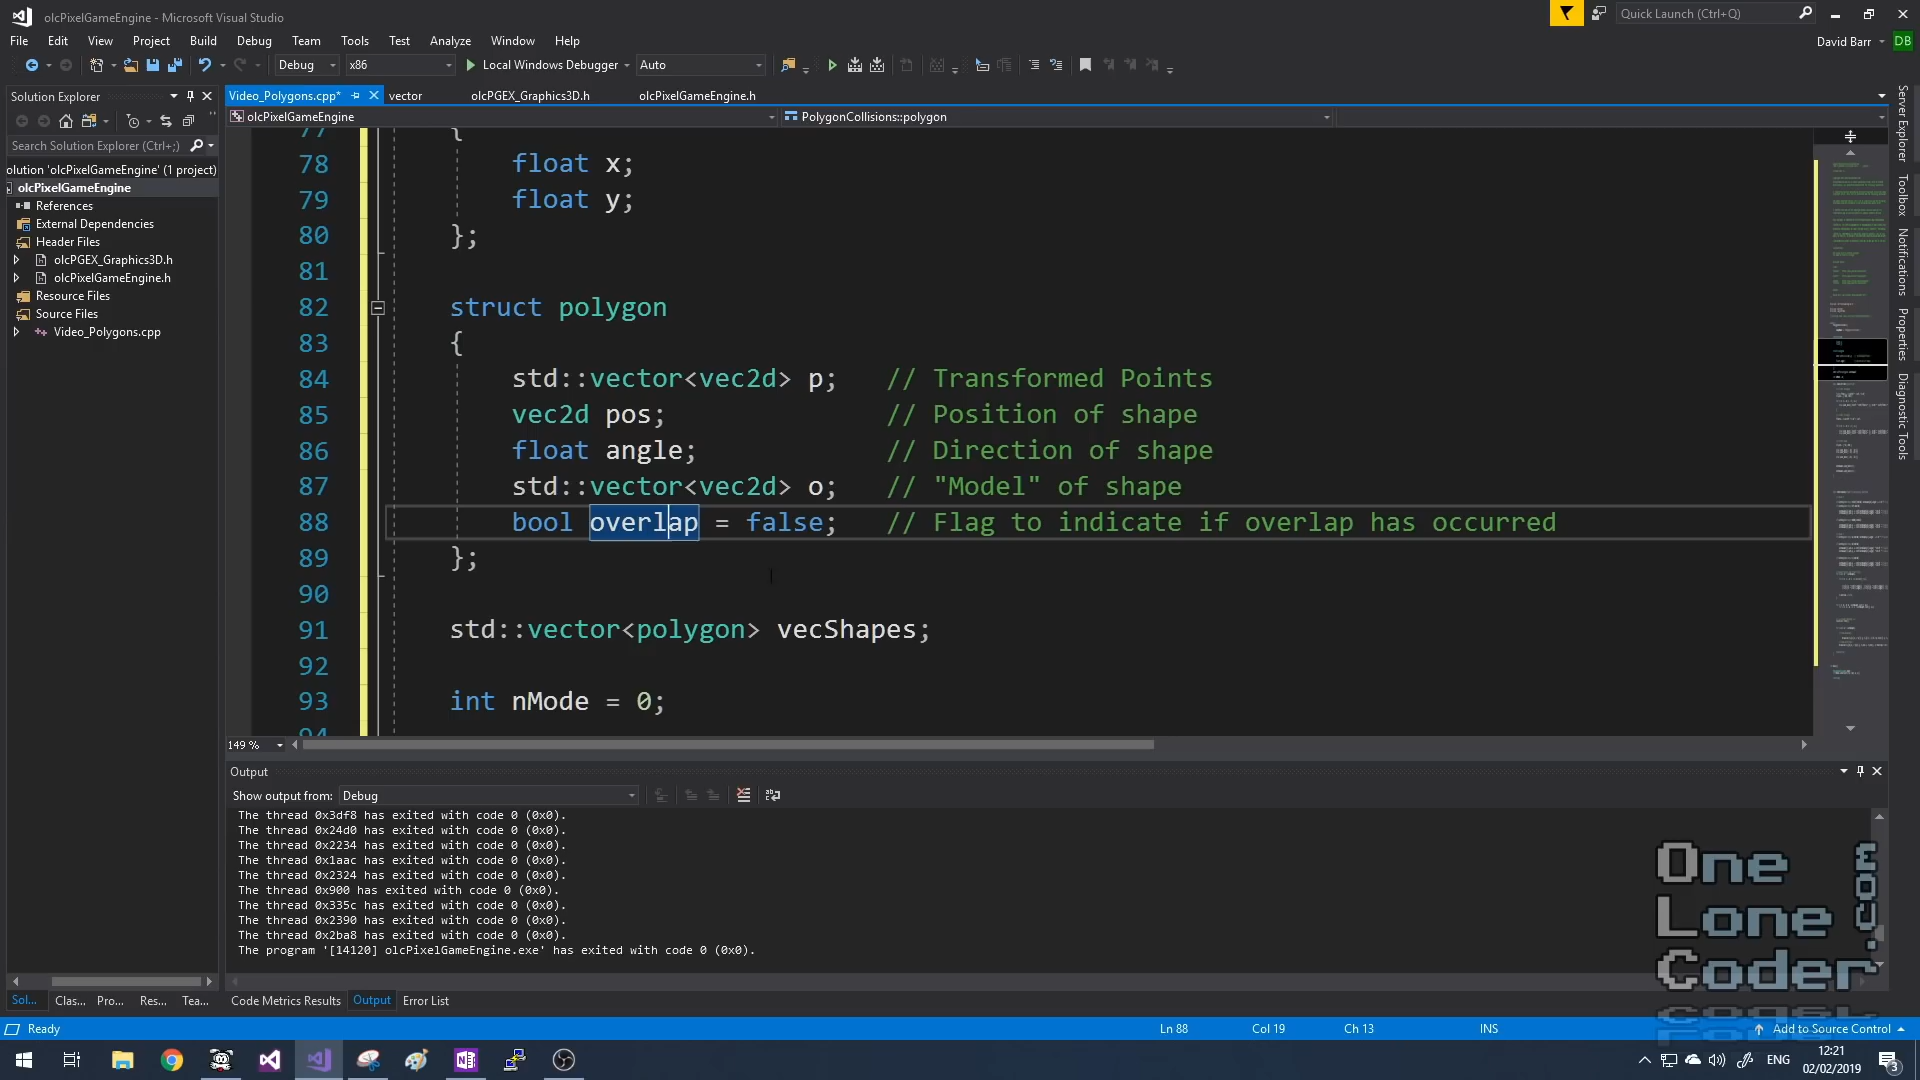 olcPixelGameEngine - Microsoft Visual Studio
Quick Launch (Ctrl+Q)
File Edit View Project Build Debug Team Tools Test Analyze Window Help
David Barr DB
Debug x86 Local Windows Debugger Auto
Solution Explorer
Video_Polygons.cpp* vector olcPGEX_Graphics3D.h olcPixelGameEngine.h
olcPixelGameEngine PolygonCollisions::polygon
Search Solution Explorer (Ctrl+;)
olution 'olcPixelGameEngine' (1 project)
olcPixelGameEngine
References
External Dependencies
Header Files
olcPGEX_Graphics3D.h
olcPixelGameEngine.h
Resource Files
Source Files
Video_Polygons.cpp
77 {
78 float x;
79 float y;
80 };
81
82 struct polygon
83 {
84 std::vector<vec2d> p; // Transformed Points
85 vec2d pos; // Position of shape
86 float angle; // Direction of shape
87 std::vector<vec2d> o; // "Model" of shape
88 bool overlap = false; // Flag to indicate if overlap has occurred
89 };
90
91 std::vector<polygon> vecShapes;
92
93 int nMode = 0;
94
149 %
Server Explorer
Toolbox
Notifications
Properties
Diagnostic Tools
Output
Show output from: Debug
The thread 0x3df8 has exited with code 0 (0x0).
The thread 0x24d0 has exited with code 0 (0x0).
The thread 0x2234 has exited with code 0 (0x0).
The thread 0x1aac has exited with code 0 (0x0).
The thread 0x2324 has exited with code 0 (0x0).
The thread 0x900 has exited with code 0 (0x0).
The thread 0x335c has exited with code 0 (0x0).
The thread 0x2390 has exited with code 0 (0x0).
The thread 0x2ba8 has exited with code 0 (0x0).
The program '[14120] olcPixelGameEngine.exe' has exited with code 0 (0x0).
One
Lone
Coder
.com
Sol... Clas... Pro... Res... Tea... Code Metrics Results Output Error List
Ready Ln 88 Col 19 Ch 13 INS Add to Source Control
ENG 12:21
02/02/2019
3